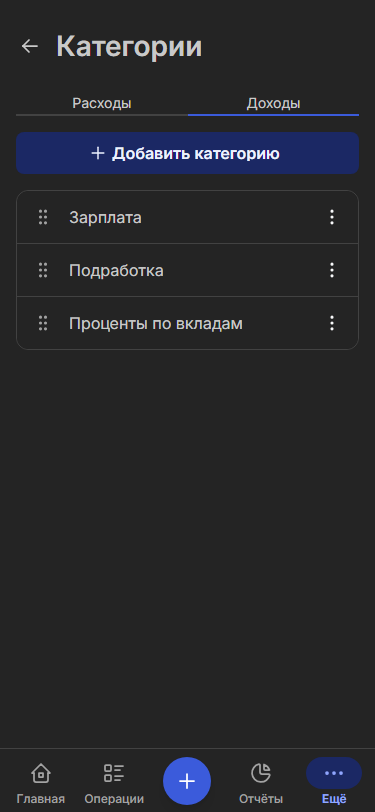 Категории
Расходы
Доходы
Добавить категорию
Зарплата
Подработка
Проценты по вкладам
Главная
Операции
Отчёты
Ещё